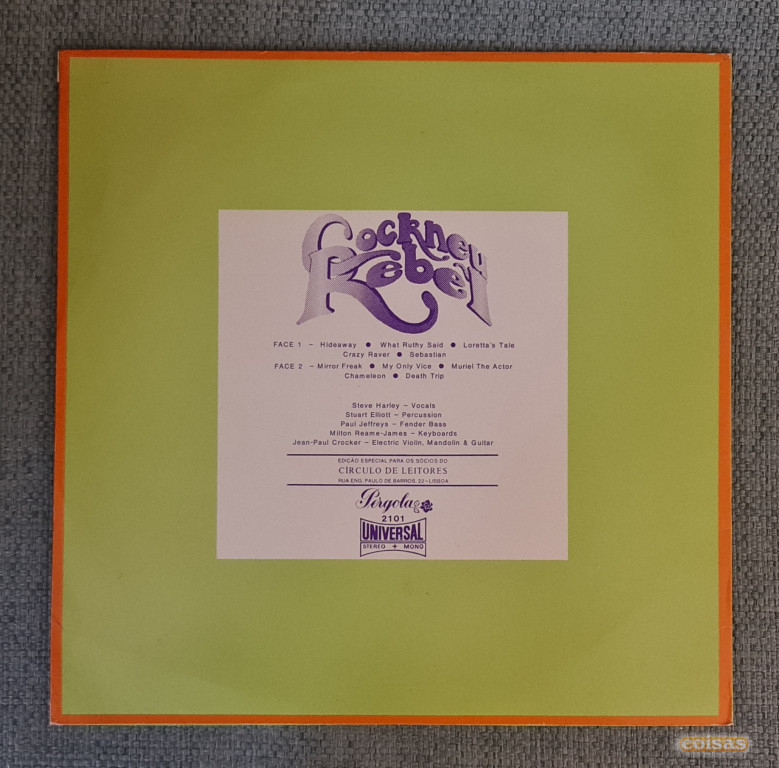 Cockney
Rebel
FACE 1 – Hideaway ● What Ruthy Said ● Loretta's Tale
Crazy Raver ● Sebastian
FACE 2 – Mirror Freak ● My Only Vice ● Muriel The Actor
Chameleon ● Death Trip
Steve Harley – Vocals
Stuart Elliott – Percussion
Paul Jeffreys – Fender Bass
Milton Reame-James – Keyboards
Jean-Paul Crocker – Electric Violin, Mandolin & Guitar
EDIÇÃO ESPECIAL PARA OS SÓCIOS DO
CÍRCULO DE LEITORES
RUA ENG. PAULO DE BARROS, 22 – LISBOA
Pérgola
2101
UNIVERSAL
STEREO + MONO
coisas